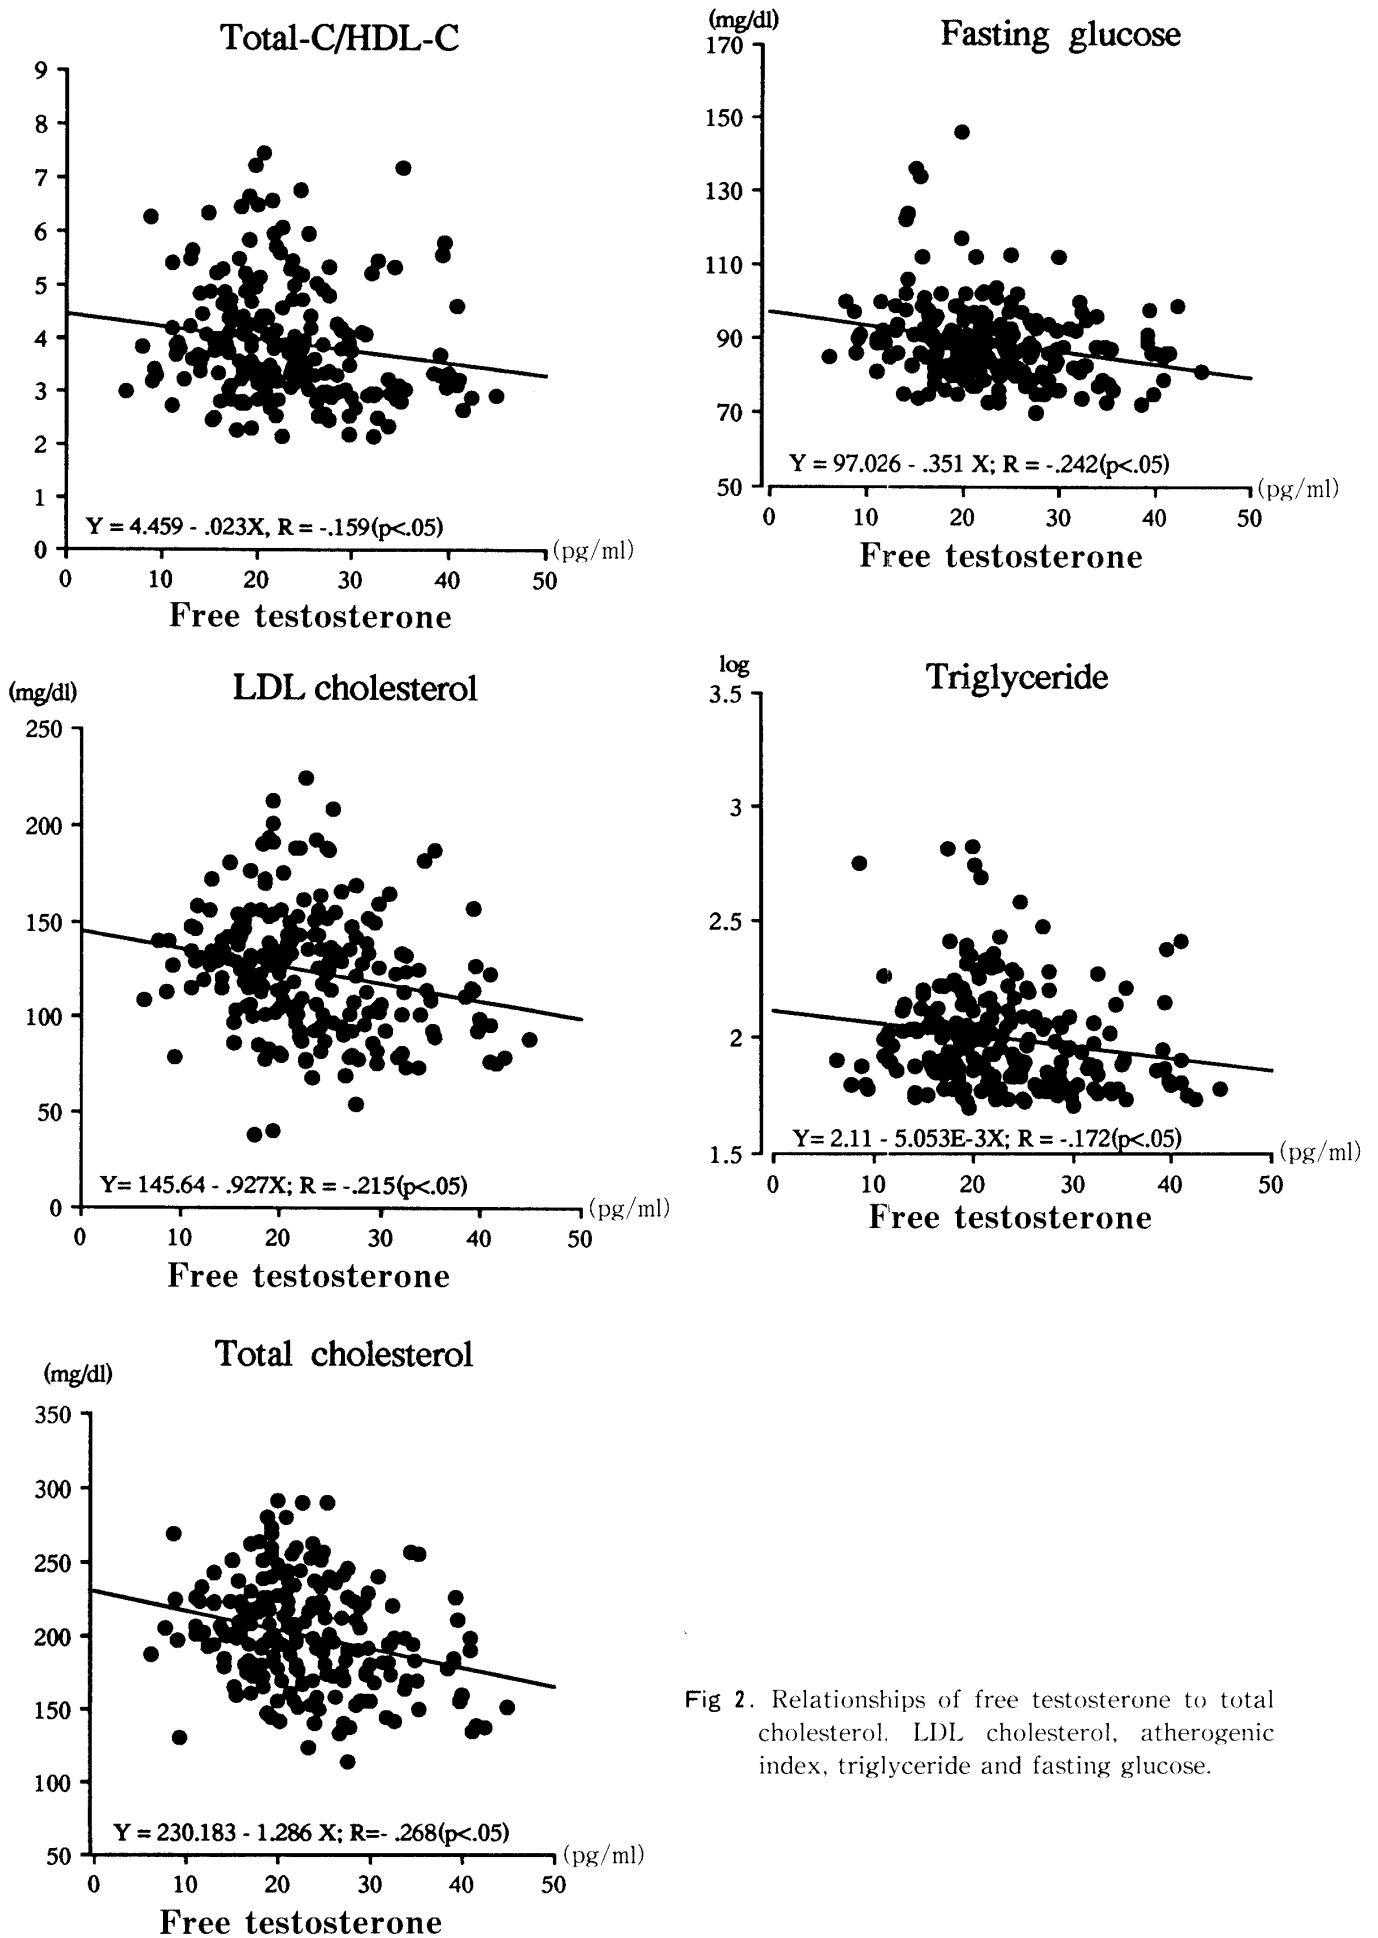 Total-C/HDL-C
9
8
7
6
5
4
3
2
1
0
Y = 4.459 - .023X, R = -.159(p<.05)
0 10 20 30 40 50 (pg/ml)
Free testosterone
(mg/dl)
Fasting glucose
170
150
130
110
90
70
50
Y = 97.026 - .351 X; R = -.242(p<.05)
0 10 20 30 40 50 (pg/ml)
Free testosterone
(mg/dl)
LDL cholesterol
250
200
150
100
50
0
Y= 145.64 - .927X; R = -.215(p<.05)
0 10 20 30 40 50 (pg/ml)
Free testosterone
log
Triglyceride
3.5
3
2.5
2
1.5
Y= 2.11 - 5.053E-3X; R = -.172(p<.05)
0 10 20 30 40 50 (pg/ml)
Free testosterone
Total cholesterol
(mg/dl)
350
300
250
200
150
100
50
Y = 230.183 - 1.286 X; R=- .268(p<.05)
0 10 20 30 40 50 (pg/ml)
Free testosterone
Fig 2. Relationships of free testosterone to total
cholesterol, LDL cholesterol, atherogenic
index, triglyceride and fasting glucose.